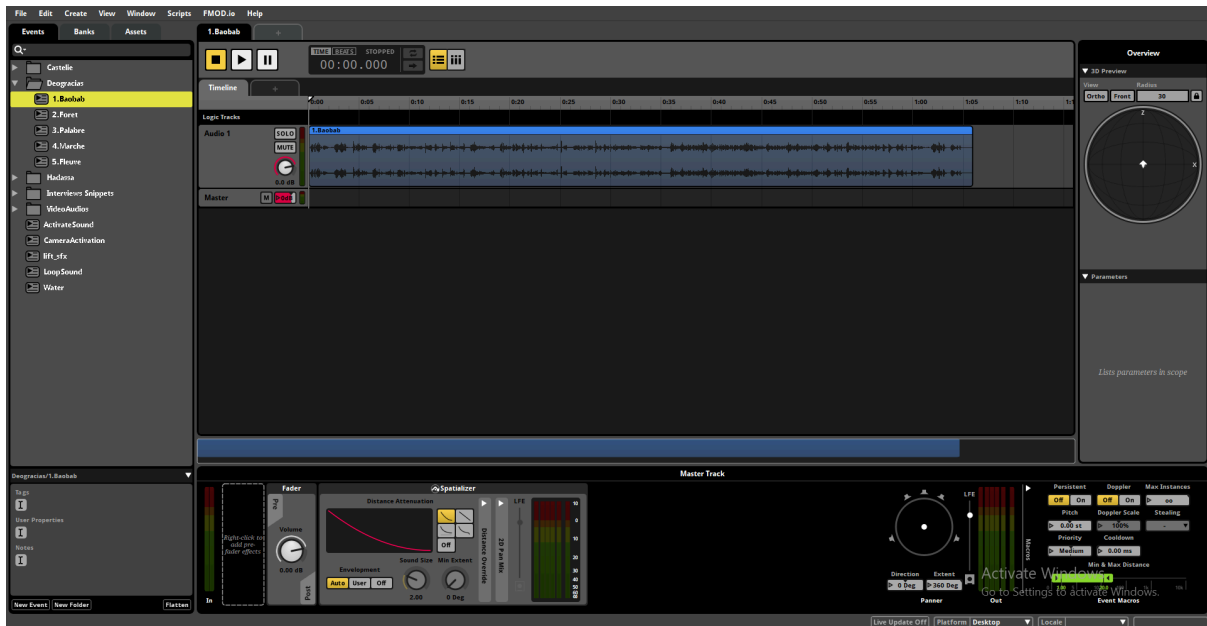 File Edit Create View Window Scripts FMOD.io Help
Events Banks Assets
1.Baobab +
TIME BEATS STOPPED
00:00.000
Castelie
Deogracias
1.Baobab
2.Foret
3.Palabre
4.Marche
5.Fleuve
Hadassa
Interviews Snippets
VideoAudios
ActivateSound
CameraActivation
lift_sfx
LoopSound
Water
Timeline +
0:00 0:05 0:10 0:15 0:20 0:25 0:30 0:35 0:40 0:45 0:50 0:55 1:00 1:05 1:10
Logic Tracks
Audio 1 SOLO
MUTE
0.0 dB
1.Baobab
Master M
Overview
3D Preview
View Radius
Ortho Front 30
Z
X
Parameters
Lists parameters in scope
Deogracias/1.Baobab
Tags
User Properties
Notes
New Event New Folder Flatten
Master Track
In
Right-click to
add pre-
fader effects
Fader
Pre
Volume
0.00 dB
Post
Spatializer
Distance Attenuation
Off
Envelopment
Auto User Off
Sound Size Min Extent
2.00 0 Deg
Distance Override
2D Pan Mix
LFE
10
0
10
20
30
40
50
80
LFE
Direction Extent
0 Deg 360 Deg
Panner
Out
Macros
Persistent Doppler Max Instances
Off On Off On ∞
Pitch Doppler Scale Stealing
0.00 st 100% -
Priority Cooldown
Medium 0.00 ms
Min & Max Distance
Event Macros
Activate Windows
Go to Settings to activate Windows.
Live Update Off Platform Desktop Locale